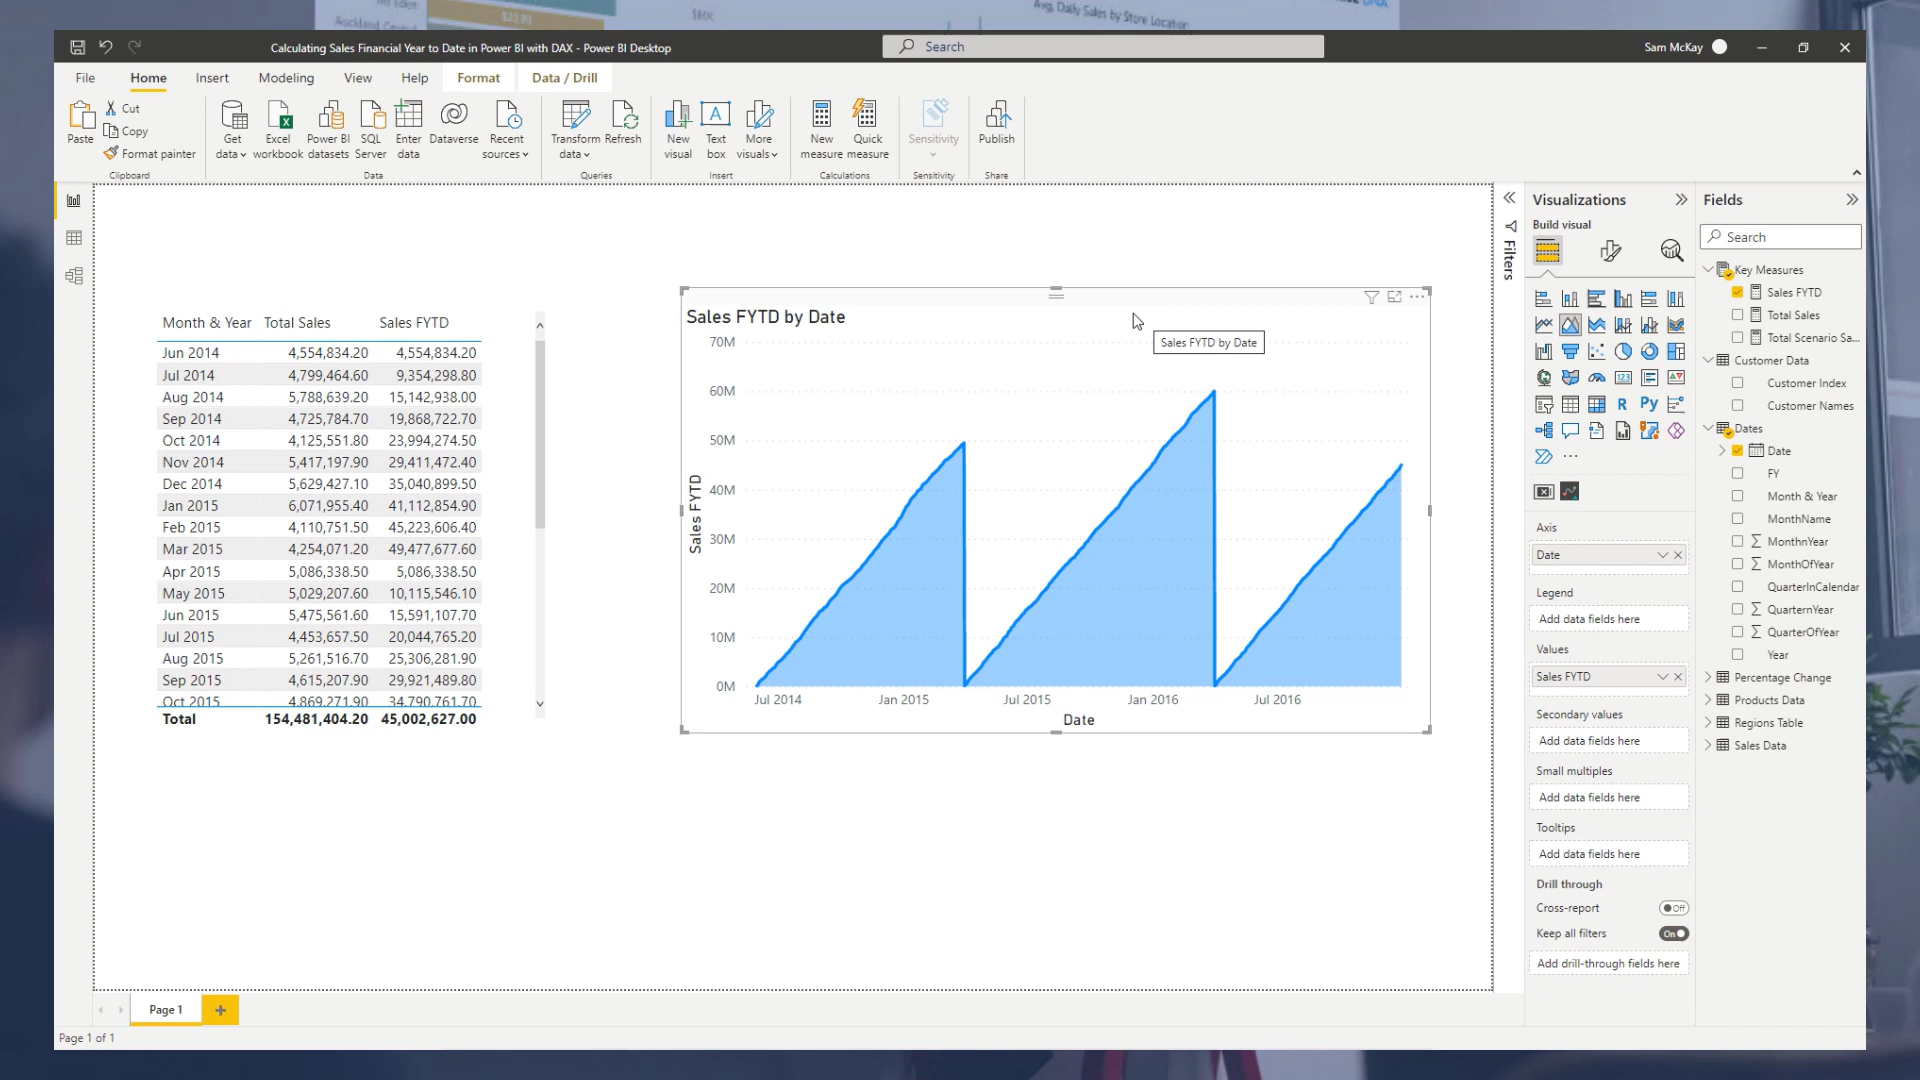 $23.93
$80K
Avg. Daily Sales by Store Location
Auckland Central
Calculating Sales Financial Year to Date in Power BI with DAX - Power BI Desktop
Search
Sam McKay
File
Home
Insert
Modeling
View
Help
Format
Data / Drill
Paste
Cut
Copy
Format painter
Get data
Excel workbook
Power BI datasets
SQL Server
Enter data
Dataverse
Recent sources
Transform data
Refresh
New visual
Text box
More visuals
New measure
Quick measure
Sensitivity
Publish
Clipboard
Data
Queries
Insert
Calculations
Sensitivity
Share
Month & Year Total Sales Sales FYTD
Jun 2014 4,554,834.20 4,554,834.20
Jul 2014 4,799,464.60 9,354,298.80
Aug 2014 5,788,639.20 15,142,938.00
Sep 2014 4,725,784.70 19,868,722.70
Oct 2014 4,125,551.80 23,994,274.50
Nov 2014 5,417,197.90 29,411,472.40
Dec 2014 5,629,427.10 35,040,899.50
Jan 2015 6,071,955.40 41,112,854.90
Feb 2015 4,110,751.50 45,223,606.40
Mar 2015 4,254,071.20 49,477,677.60
Apr 2015 5,086,338.50 5,086,338.50
May 2015 5,029,207.60 10,115,546.10
Jun 2015 5,475,561.60 15,591,107.70
Jul 2015 4,453,657.50 20,044,765.20
Aug 2015 5,261,516.70 25,306,281.90
Sep 2015 4,615,207.90 29,921,489.80
Oct 2015 4,869,271.90 34,790,761.70
Total 154,481,404.20 45,002,627.00
Sales FYTD by Date
Sales FYTD by Date
70M
60M
50M
40M
30M
20M
10M
0M
Sales FYTD
Jul 2014 Jan 2015 Jul 2015 Jan 2016 Jul 2016
Date
Filters
Visualizations
Build visual
R
Py
123
Axis
Date
Legend
Add data fields here
Values
Sales FYTD
Secondary values
Add data fields here
Small multiples
Add data fields here
Tooltips
Add data fields here
Drill through
Cross-report
Off
Keep all filters
On
Add drill-through fields here
Fields
Search
Key Measures
Sales FYTD
Total Sales
Total Scenario Sa...
Customer Data
Customer Index
Customer Names
Dates
Date
FY
Month & Year
MonthName
MonthnYear
MonthOfYear
QuarterInCalendar
QuarternYear
QuarterOfYear
Year
Percentage Change
Products Data
Regions Table
Sales Data
Page 1
Page 1 of 1